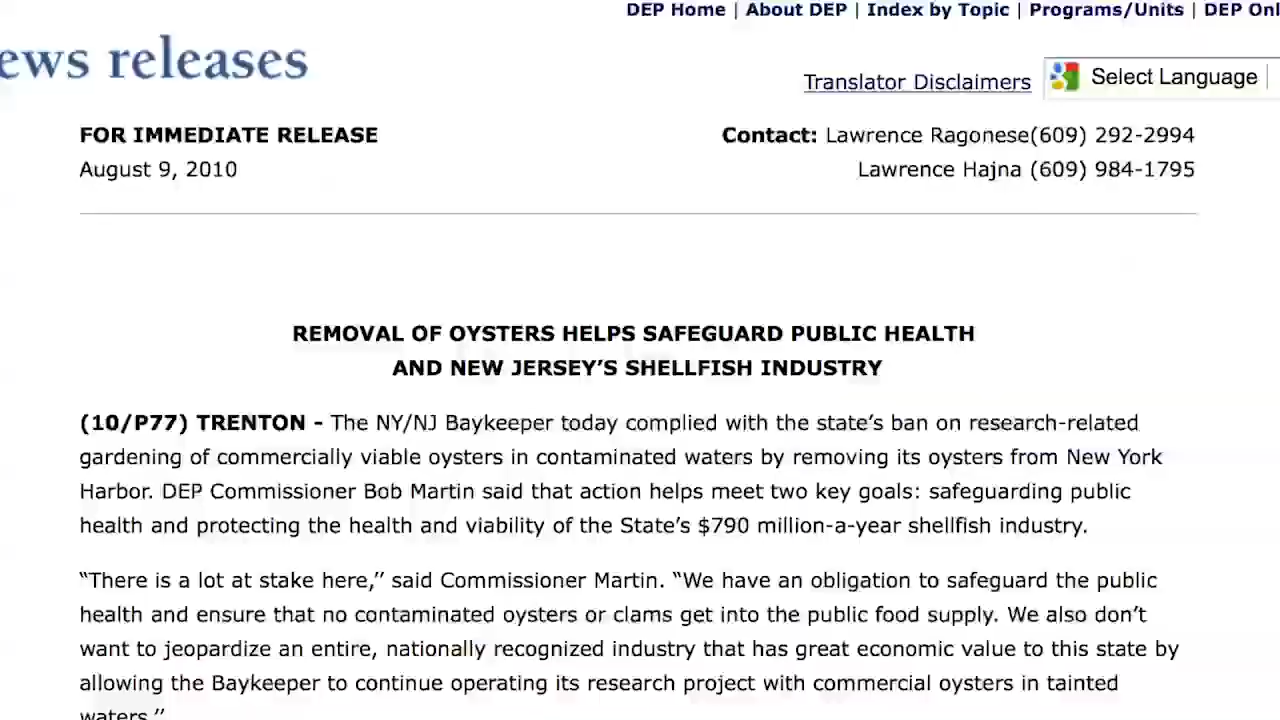 DEP Home | About DEP | Index by Topic | Programs/Units | DEP Onl
ews releases
Translator Disclaimers
Select Language
FOR IMMEDIATE RELEASE
Contact: Lawrence Ragonese(609) 292-2994
August 9, 2010
Lawrence Hajna (609) 984-1795
REMOVAL OF OYSTERS HELPS SAFEGUARD PUBLIC HEALTH
AND NEW JERSEY’S SHELLFISH INDUSTRY
(10/P77) TRENTON - The NY/NJ Baykeeper today complied with the state’s ban on research-related
gardening of commercially viable oysters in contaminated waters by removing its oysters from New York
Harbor. DEP Commissioner Bob Martin said that action helps meet two key goals: safeguarding public
health and protecting the health and viability of the State’s $790 million-a-year shellfish industry.
“There is a lot at stake here,’’ said Commissioner Martin. “We have an obligation to safeguard the public
health and ensure that no contaminated oysters or clams get into the public food supply. We also don’t
want to jeopardize an entire, nationally recognized industry that has great economic value to this state by
allowing the Baykeeper to continue operating its research project with commercial oysters in tainted
waters.’’